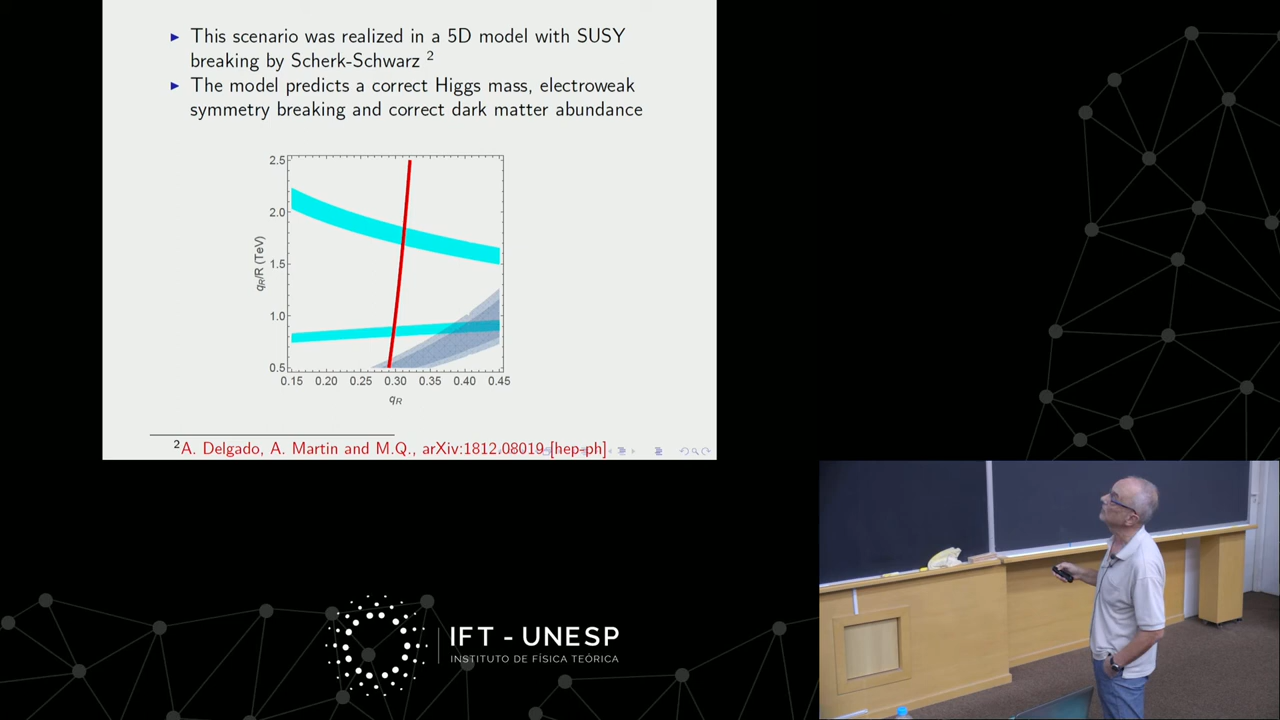 ► This scenario was realized in a 5D model with SUSY
breaking by Scherk-Schwarz ²
► The model predicts a correct Higgs mass, electroweak
symmetry breaking and correct dark matter abundance
2.5
2.0
1.5
1.0
0.5
qR/R (TeV)
0.15 0.20 0.25 0.30 0.35 0.40 0.45
qR
²A. Delgado, A. Martin and M.Q., arXiv:1812.08019 [hep-ph]
IFT - UNESP
INSTITUTO DE FÍSICA TEÓRICA